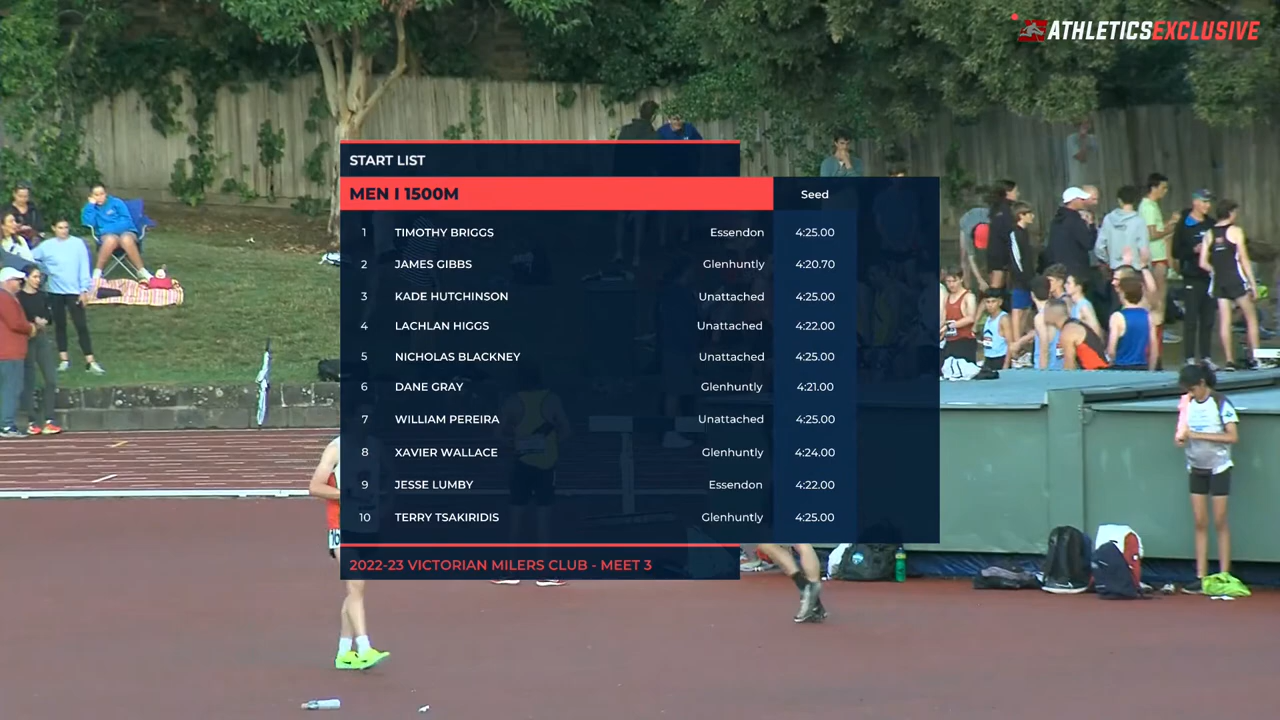 ATHLETICSEXCLUSIVE
START LIST
MEN I 1500M Seed
1 TIMOTHY BRIGGS Essendon 4:25.00
2 JAMES GIBBS Glenhuntly 4:20.70
3 KADE HUTCHINSON Unattached 4:25.00
4 LACHLAN HIGGS Unattached 4:22.00
5 NICHOLAS BLACKNEY Unattached 4:25.00
6 DANE GRAY Glenhuntly 4:21.00
7 WILLIAM PEREIRA Unattached 4:25.00
8 XAVIER WALLACE Glenhuntly 4:24.00
9 JESSE LUMBY Essendon 4:22.00
10 TERRY TSAKIRIDIS Glenhuntly 4:25.00
2022-23 VICTORIAN MILERS CLUB - MEET 3